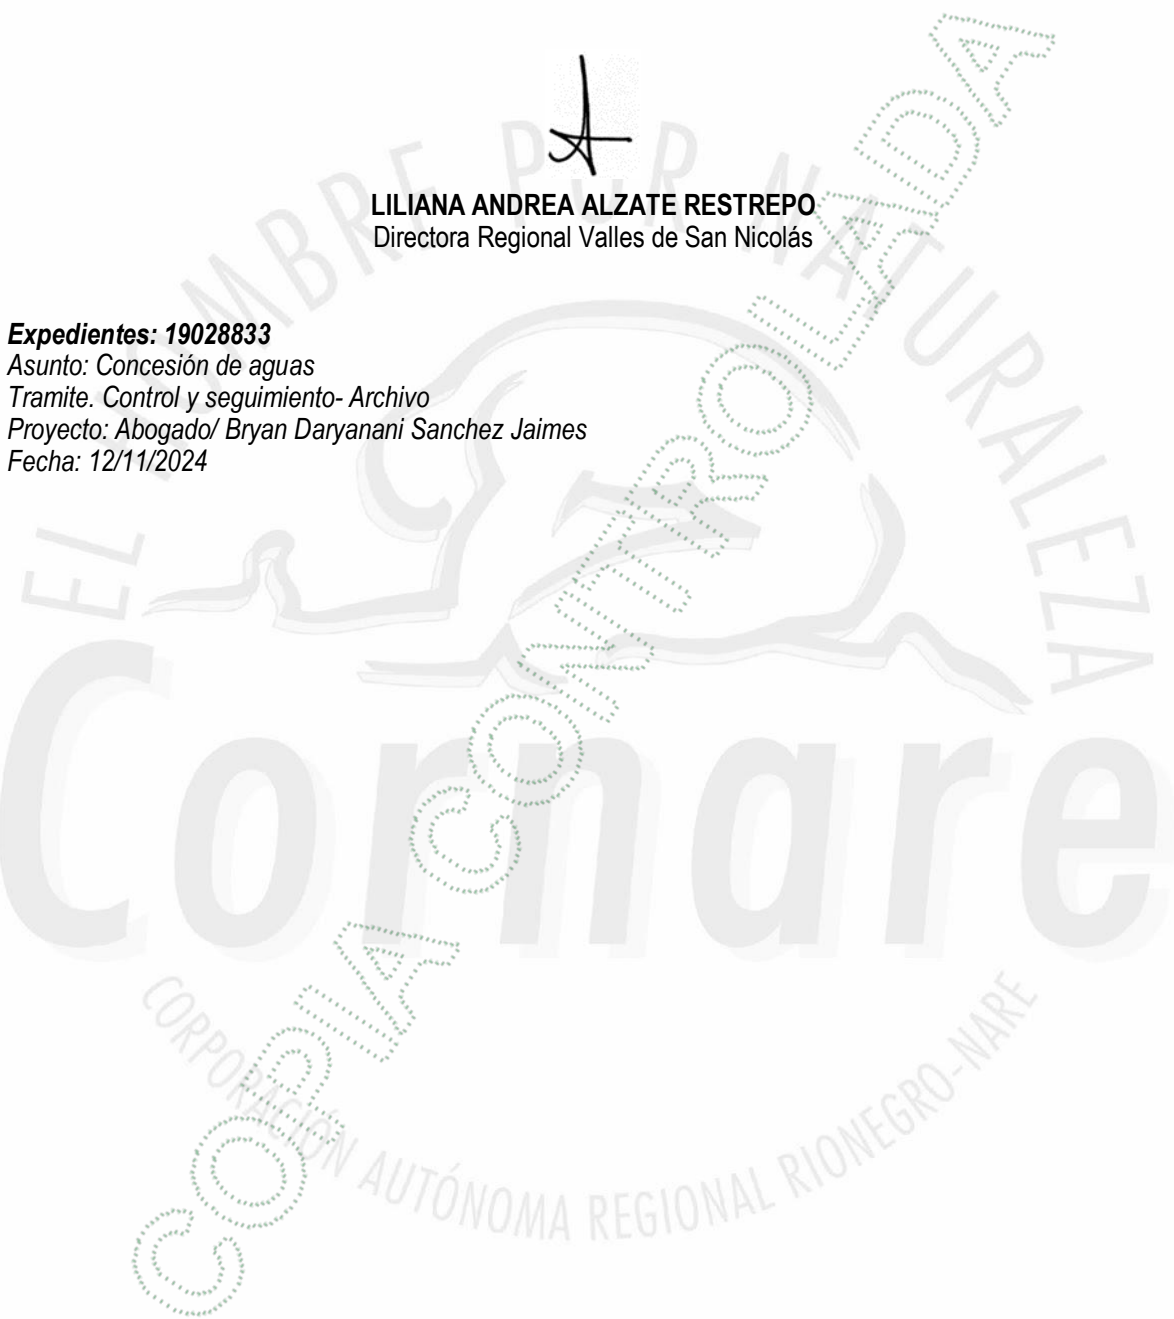 LILIANA ANDREA ALZATE RESTREPO
Directora Regional Valles de San Nicolás
Expedientes: 19028833
Asunto: Concesión de aguas
Tramite. Control y seguimiento- Archivo
Proyecto: Abogado/ Bryan Daryanani Sanchez Jaimes
Fecha: 12/11/2024
EL HOMBRE POR NATURALEZA
Cornare
CORPORACIÓN AUTÓNOMA REGIONAL RIONEGRO-NARE
COPIA CONTROLADA